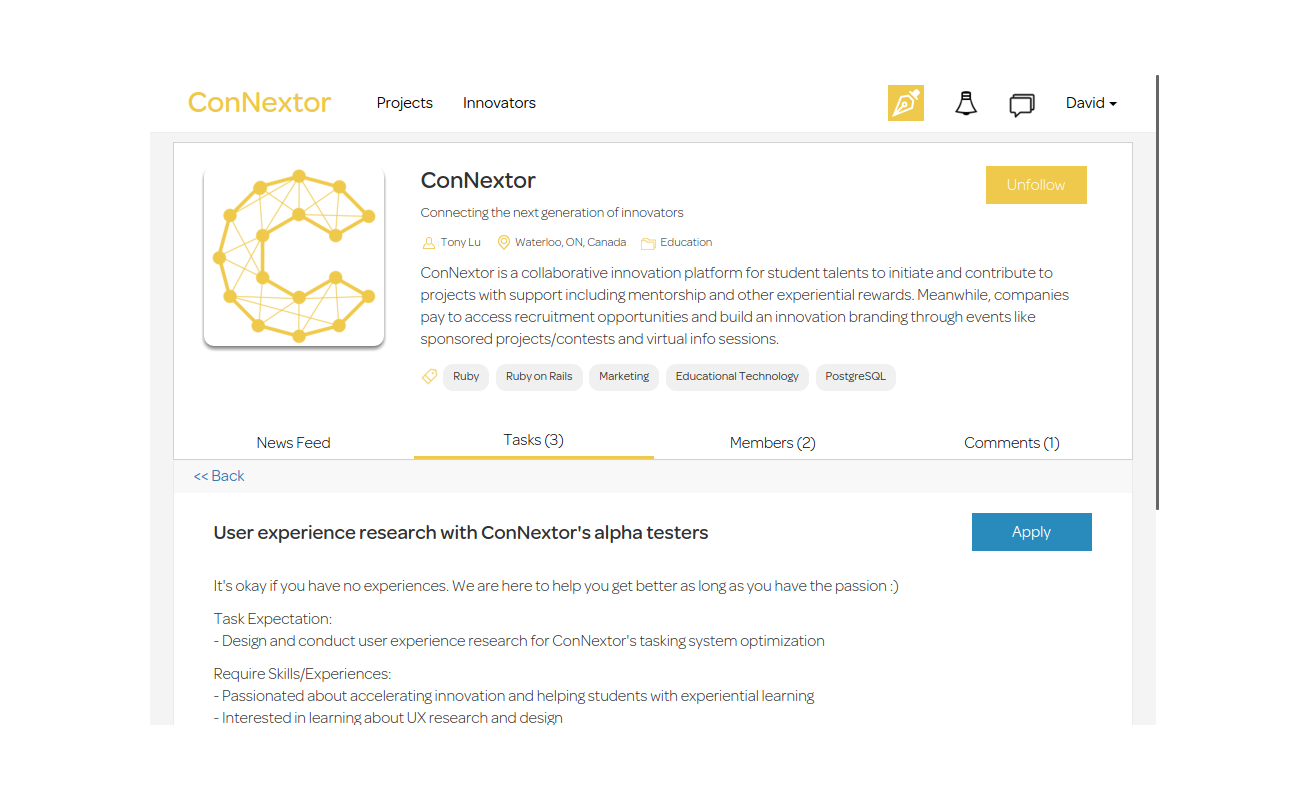 ConNextor
Projects
Innovators
David
ConNextor
Unfollow
Connecting the next generation of innovators
Tony Lu
Waterloo, ON, Canada
Education
ConNextor is a collaborative innovation platform for student talents to initiate and contribute to
projects with support including mentorship and other experiential rewards. Meanwhile, companies
pay to access recruitment opportunities and build an innovation branding through events like
sponsored projects/contests and virtual info sessions.
Ruby
Ruby on Rails
Marketing
Educational Technology
PostgreSQL
News Feed
Tasks (3)
Members (2)
Comments (1)
<< Back
User experience research with ConNextor's alpha testers
Apply
It's okay if you have no experiences. We are here to help you get better as long as you have the passion :)
Task Expectation:
- Design and conduct user experience research for ConNextor's tasking system optimization
Require Skills/Experiences:
- Passionated about accelerating innovation and helping students with experiential learning
- Interested in learning about UX research and design